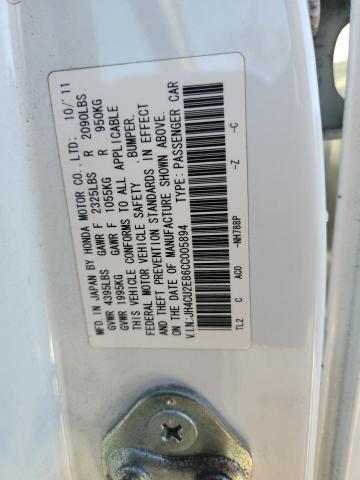 MFD. IN JAPAN BY HONDA MOTOR CO., LTD. 10/'11
GVWR 4395LBS GAWR F 2325LBS R 2090LBS
GVWR 1995KG GAWR F 1055KG R 950KG
THIS VEHICLE CONFORMS TO ALL APPLICABLE
FEDERAL MOTOR VEHICLE SAFETY ,BUMPER,
AND THEFT PREVENTION STANDARDS IN EFFECT
ON THE DATE OF MANUFACTURE SHOWN ABOVE.
V.I.N.:JH4CU2E86CC005894 TYPE:PASSENGER CAR
-NH788P -Z -C
TL2 C AC0